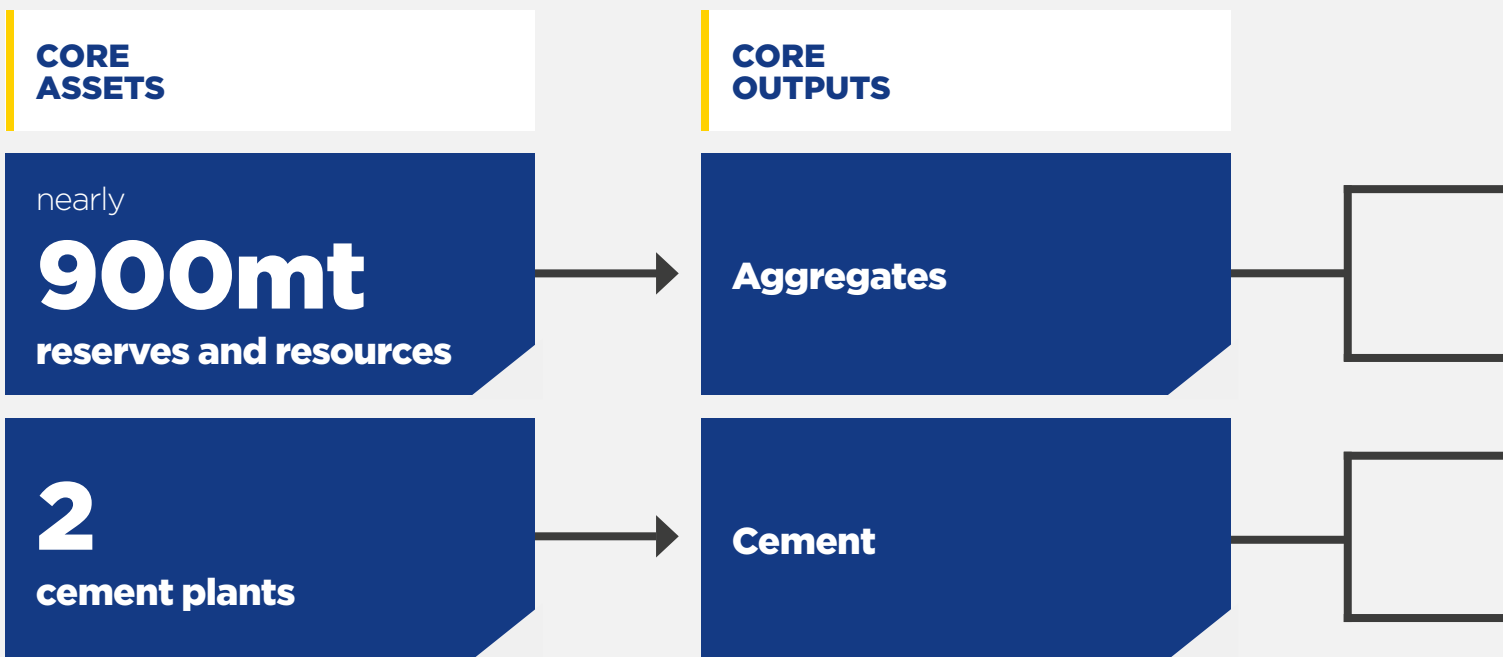 CORE
ASSETS
CORE
OUTPUTS
nearly
900mt
reserves and resources
Aggregates
2
cement plants
Cement